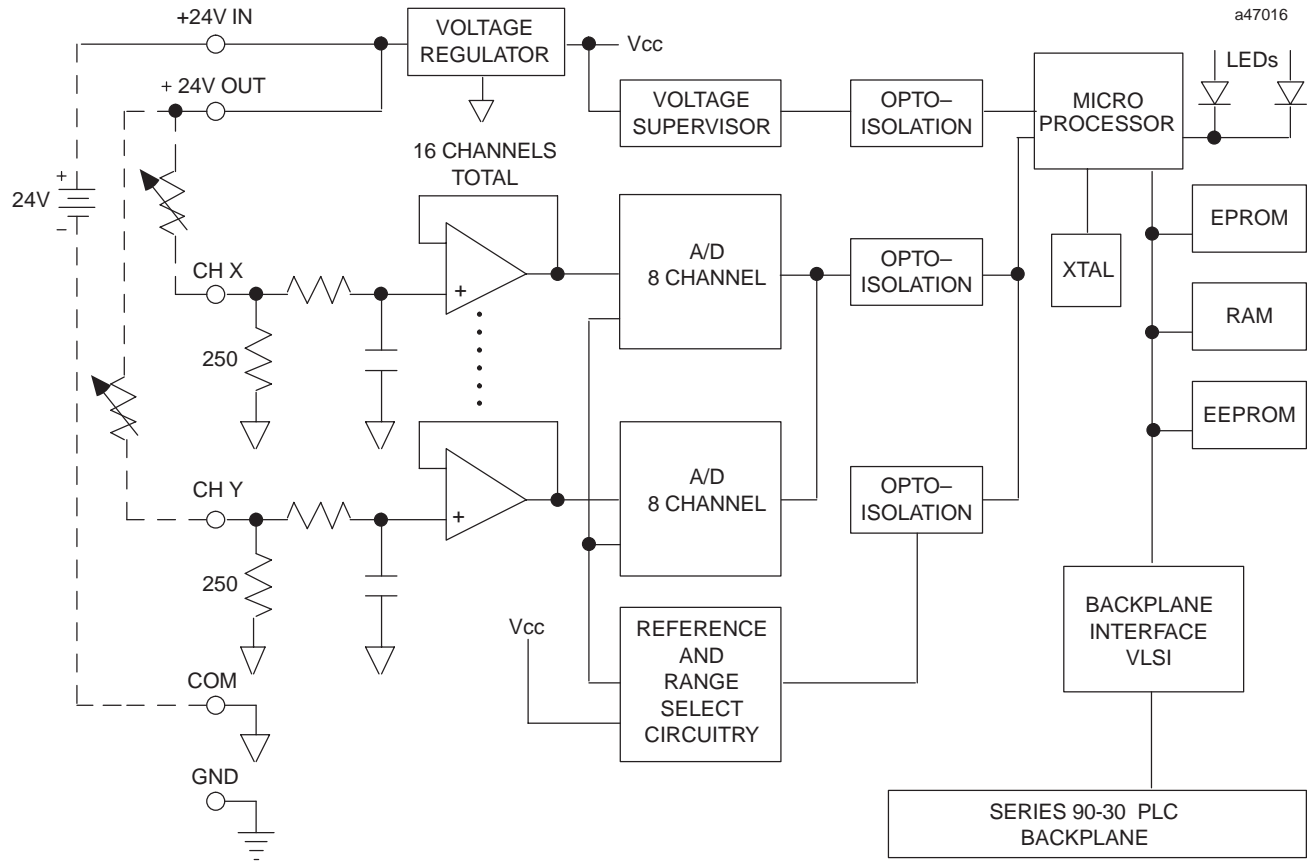 a47016
+24V IN
VOLTAGE
REGULATOR
Vcc
LEDs
+ 24V OUT
VOLTAGE
SUPERVISOR
OPTO–
ISOLATION
MICRO
PROCESSOR
16 CHANNELS
TOTAL
+
24V
–
A/D
8 CHANNEL
OPTO–
ISOLATION
XTAL
EPROM
CH X
+
250
RAM
EEPROM
A/D
8 CHANNEL
OPTO–
ISOLATION
CH Y
+
250
Vcc
REFERENCE
AND
RANGE
SELECT
CIRCUITRY
BACKPLANE
INTERFACE
VLSI
COM
GND
SERIES 90-30 PLC
BACKPLANE